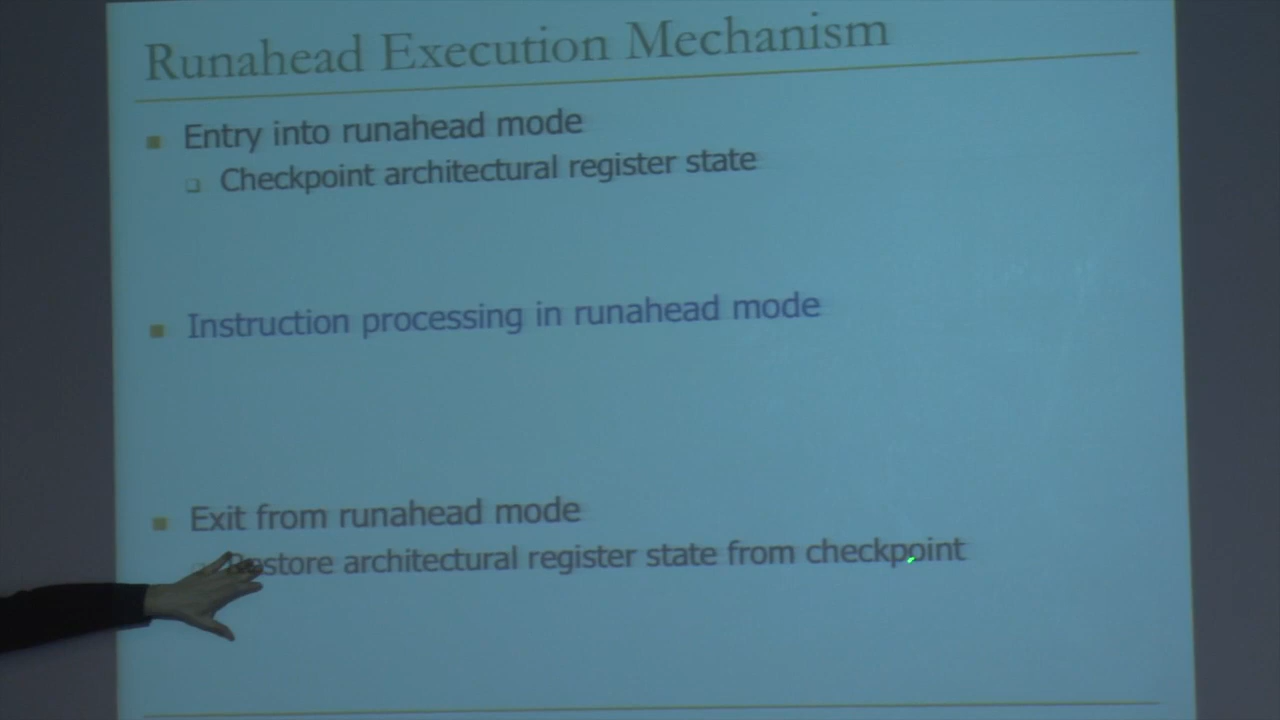 Runahead Execution Mechanism
Entry into runahead mode
Checkpoint architectural register state
Instruction processing in runahead mode
Exit from runahead mode
Restore architectural register state from checkpoint